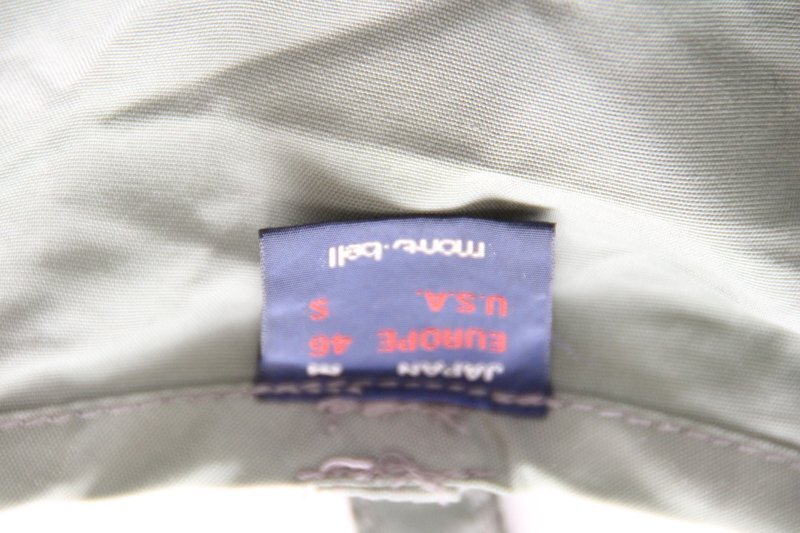 JAPAN M
EUROPE 46
U.S.A. S
mont·bell